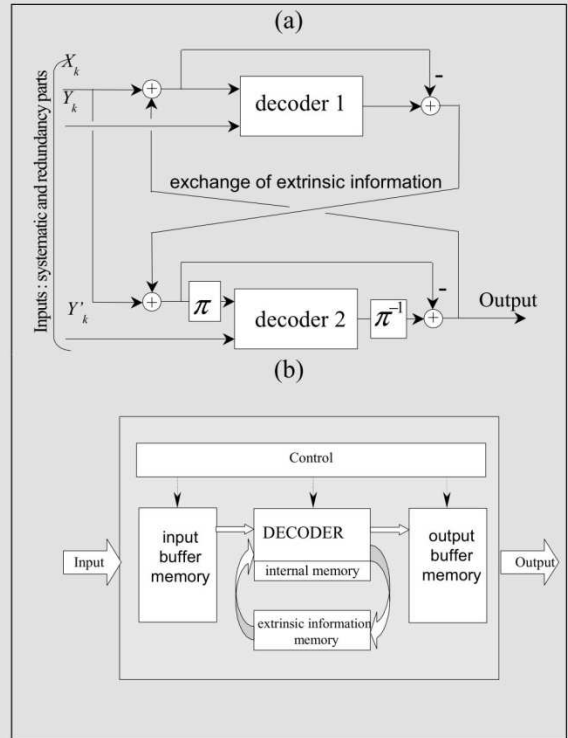 (a)
X_k
Y_k
Inputs : systematic and redundancy parts
decoder 1
-
+
+
exchange of extrinsic information
Y'_k
+
π
decoder 2
π^{-1}
-
+
Output
(b)
Control
Input
input
buffer
memory
DECODER
internal memory
extrinsic information
memory
output
buffer
memory
Output